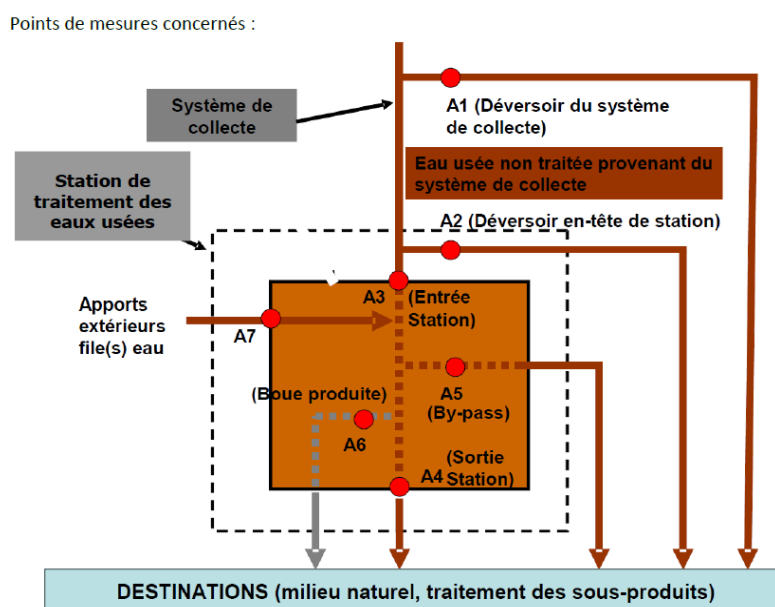 Points de mesures concernés :
Système de
collecte
A1 (Déversoir du système
de collecte)
Eau usée non traitée provenant du
système de collecte
Station de
traitement des
eaux usées
A2 (Déversoir en-tête de station)
Apports
extérieurs
file(s) eau
A7
A3
(Entrée
Station)
(Boue produite)
A6
A5
(By-pass)
A4
(Sortie
Station)
DESTINATIONS (milieu naturel, traitement des sous-produits)